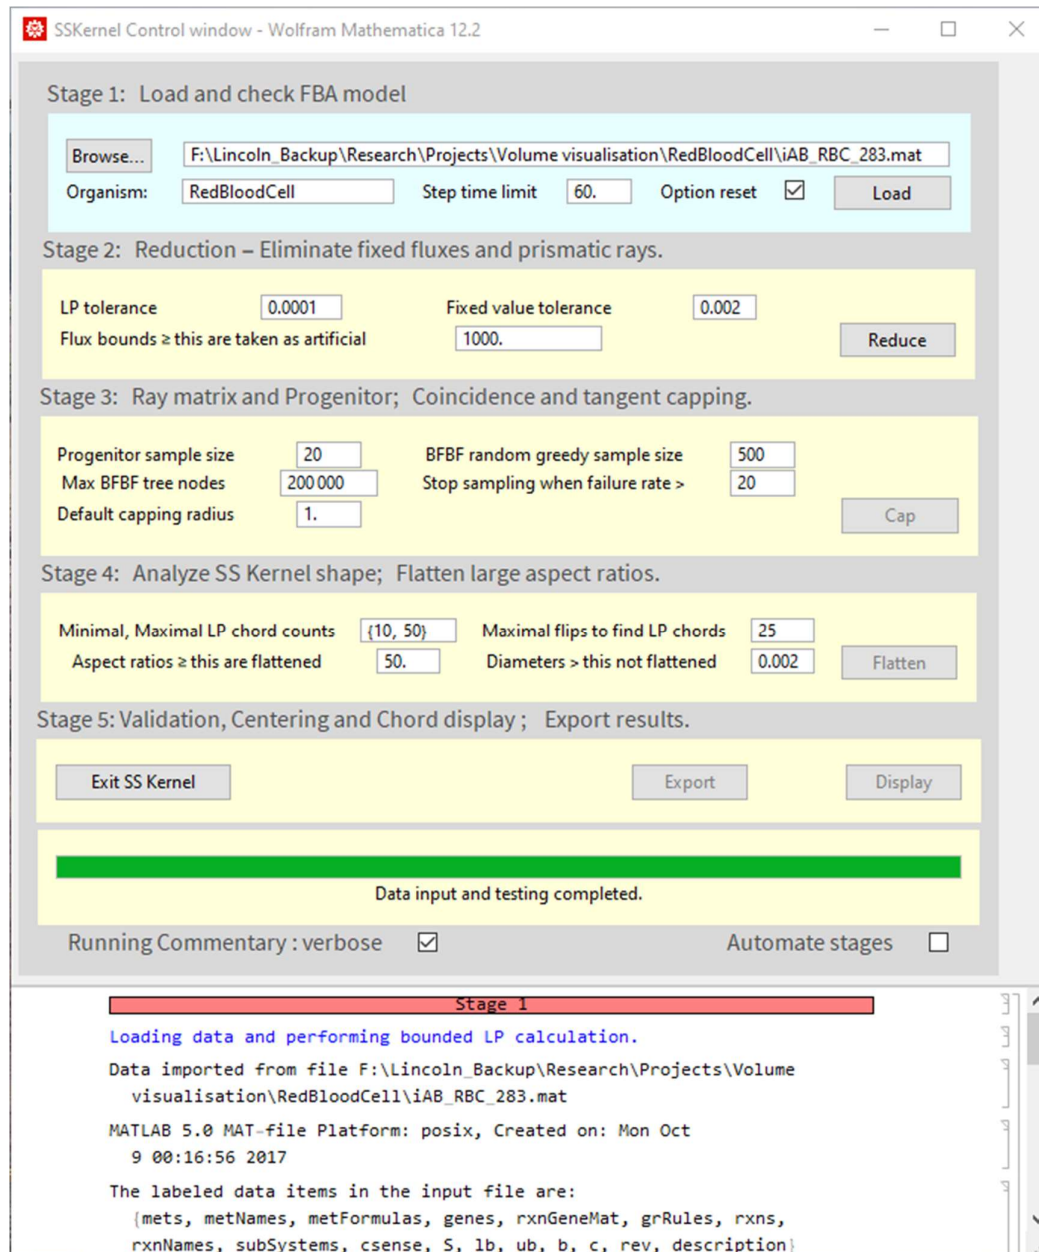 SSKernel Control window - Wolfram Mathematica 12.2
Stage 1: Load and check FBA model
Browse... F:\Lincoln_Backup\Research\Projects\Volume visualisation\RedBloodCell\iAB_RBC_283.mat
Organism: RedBloodCell Step time limit 60. Option reset Load
Stage 2: Reduction – Eliminate fixed fluxes and prismatic rays.
LP tolerance 0.0001 Fixed value tolerance 0.002
Flux bounds ≥ this are taken as artificial 1000. Reduce
Stage 3: Ray matrix and Progenitor; Coincidence and tangent capping.
Progenitor sample size 20 BFBF random greedy sample size 500
Max BFBF tree nodes 200 000 Stop sampling when failure rate > 20
Default capping radius 1. Cap
Stage 4: Analyze SS Kernel shape; Flatten large aspect ratios.
Minimal, Maximal LP chord counts {10, 50} Maximal flips to find LP chords 25
Aspect ratios ≥ this are flattened 50. Diameters > this not flattened 0.002 Flatten
Stage 5: Validation, Centering and Chord display ; Export results.
Exit SS Kernel Export Display
Data input and testing completed.
Running Commentary : verbose Automate stages
Stage 1
Loading data and performing bounded LP calculation.
Data imported from file F:\Lincoln_Backup\Research\Projects\Volume
visualisation\RedBloodCell\iAB_RBC_283.mat
MATLAB 5.0 MAT-file Platform: posix, Created on: Mon Oct
9 00:16:56 2017
The labeled data items in the input file are:
{mets, metNames, metFormulas, genes, rxnGeneMat, grRules, rxns,
rxnNames, subSystems, csense, S, lb, ub, b, c, rev, description}